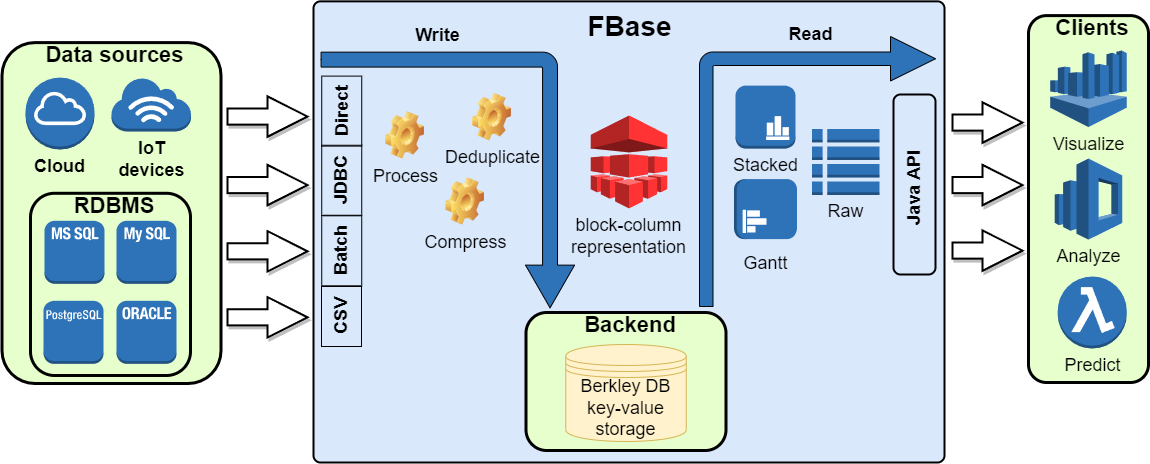 Data sources
Cloud
IoT
devices
RDBMS
MS SQL
My SQL
PostgreSQL
ORACLE
FBase
Write
Read
Direct
JDBC
Batch
CSV
Process
Deduplicate
Compress
block-column
representation
Stacked
Gantt
Raw
Java API
Backend
Berkley DB
key-value
storage
Clients
Visualize
Analyze
Predict